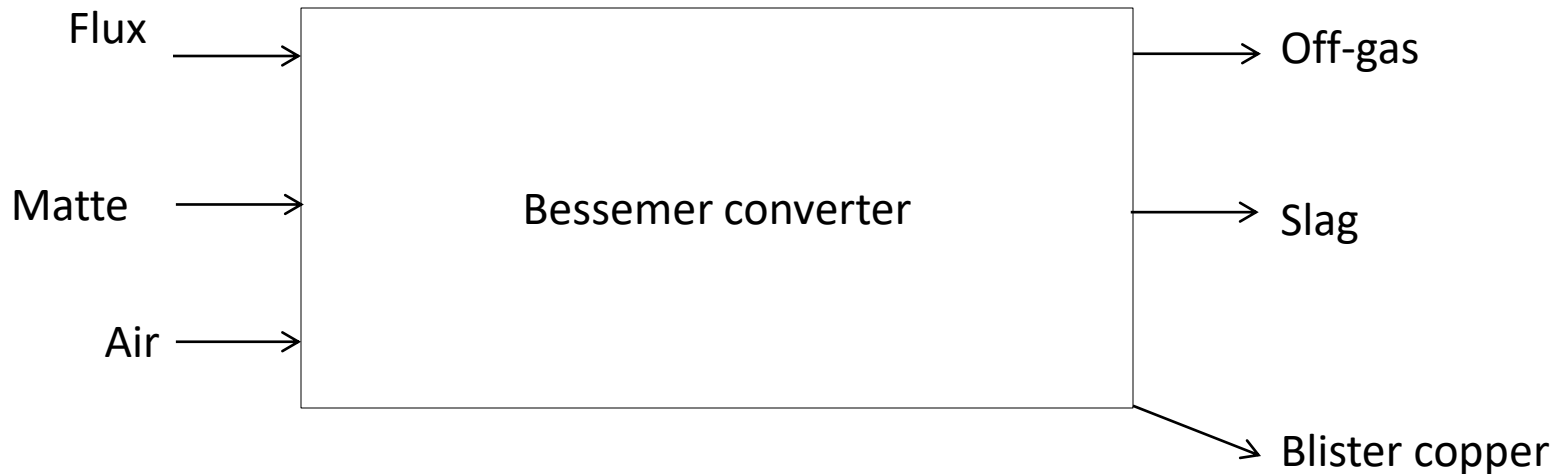 Flux
Matte
Air
Bessemer converter
Off-gas
Slag
Blister copper